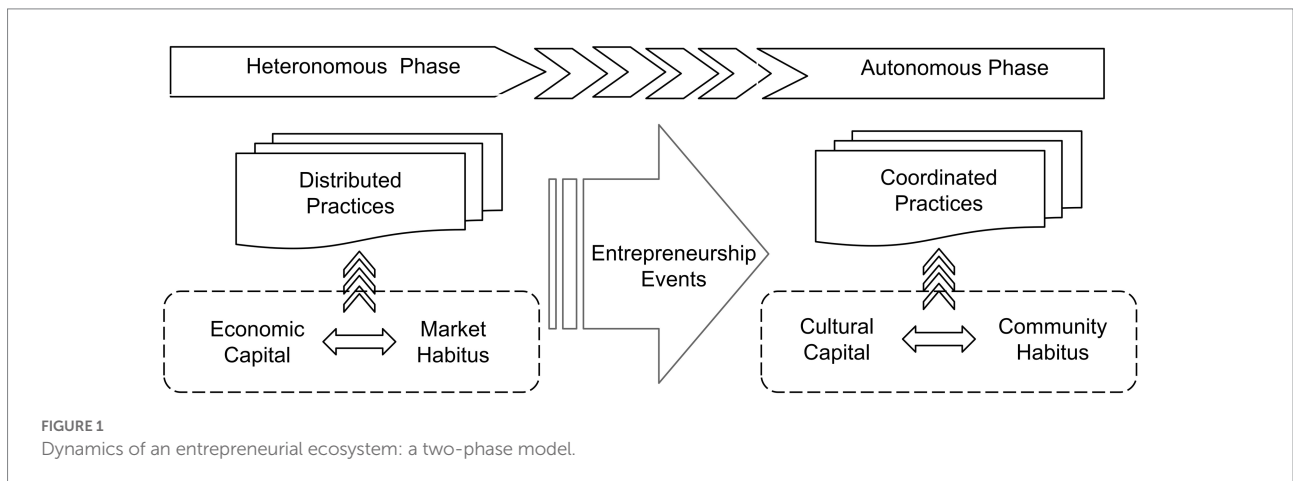 Heteronomous Phase
Autonomous Phase
Distributed
Practices
Coordinated
Practices
Entrepreneurship
Events
Economic
Capital
Market
Habitus
Cultural
Capital
Community
Habitus
FIGURE 1
Dynamics of an entrepreneurial ecosystem: a two-phase model.